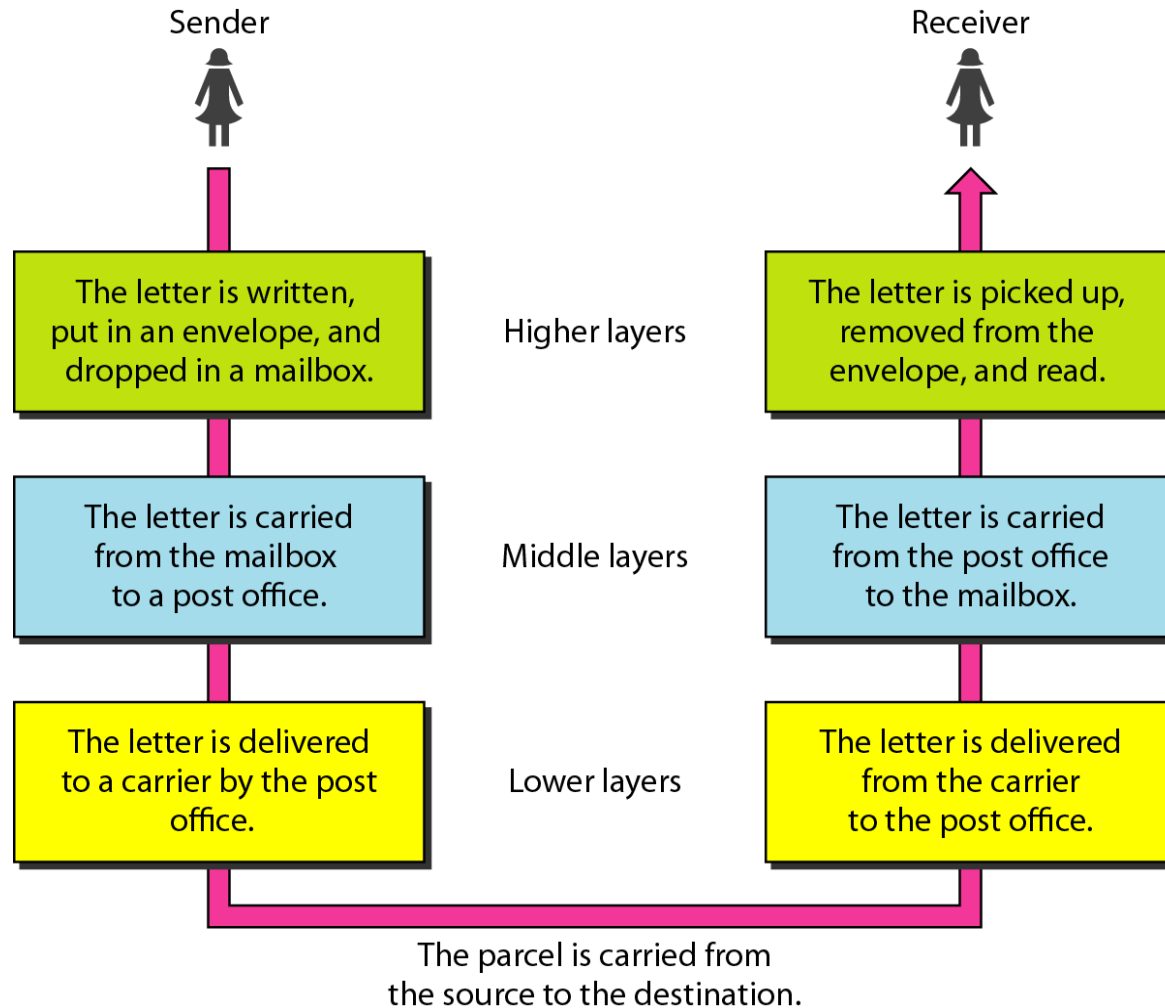 Sender
Receiver
The letter is written,
put in an envelope, and
dropped in a mailbox.
Higher layers
The letter is picked up,
removed from the
envelope, and read.
The letter is carried
from the mailbox
to a post office.
Middle layers
The letter is carried
from the post office
to the mailbox.
The letter is delivered
to a carrier by the post
office.
Lower layers
The letter is delivered
from the carrier
to the post office.
The parcel is carried from
the source to the destination.